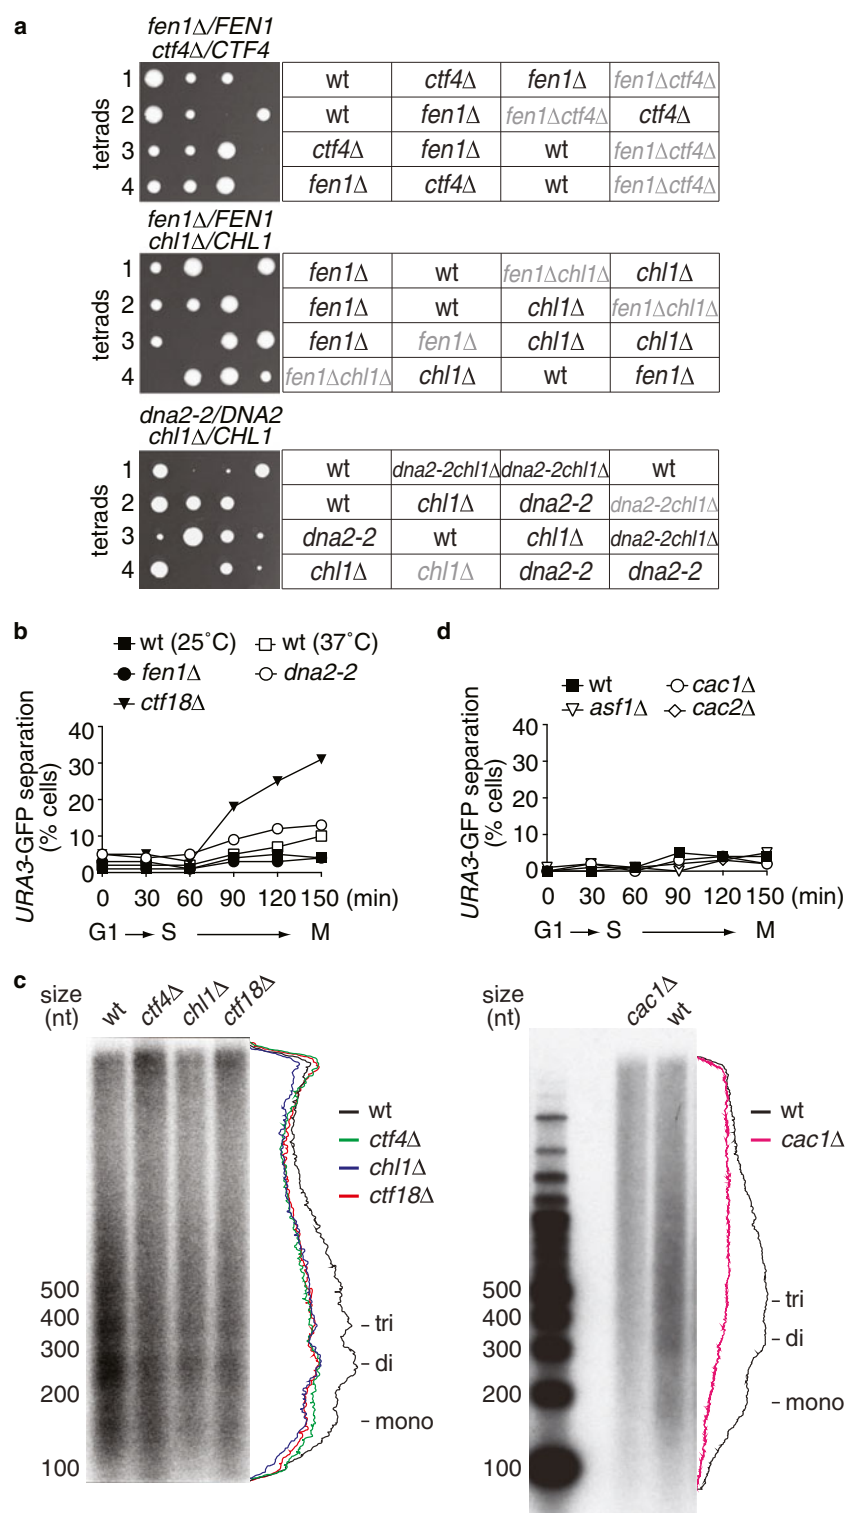 a
fen1Δ/FEN1
ctf4Δ/CTF4
tetrads
1 wt ctf4Δ fen1Δ fen1Δctf4Δ
2 wt fen1Δ fen1Δctf4Δ ctf4Δ
3 ctf4Δ fen1Δ wt fen1Δctf4Δ
4 fen1Δ ctf4Δ wt fen1Δctf4Δ
fen1Δ/FEN1
chl1Δ/CHL1
tetrads
1 fen1Δ wt fen1Δchl1Δ chl1Δ
2 fen1Δ wt chl1Δ fen1Δchl1Δ
3 fen1Δ fen1Δ chl1Δ chl1Δ
4 fen1Δchl1Δ chl1Δ wt fen1Δ
dna2-2/DNA2
chl1Δ/CHL1
tetrads
1 wt dna2-2chl1Δ dna2-2chl1Δ wt
2 wt chl1Δ dna2-2 dna2-2chl1Δ
3 dna2-2 wt chl1Δ dna2-2chl1Δ
4 chl1Δ chl1Δ dna2-2 dna2-2
b
wt (25˚C) wt (37˚C)
fen1Δ dna2-2
ctf18Δ
URA3-GFP separation
(% cells)
40
30
20
10
0
0 30 60 90 120 150 (min)
G1 S M
d
wt cac1Δ
asf1Δ cac2Δ
URA3-GFP separation
(% cells)
40
30
20
10
0
0 30 60 90 120 150 (min)
G1 S M
c
size
(nt)
wt ctf4Δ chl1Δ ctf18Δ
wt
ctf4Δ
chl1Δ
ctf18Δ
500
400
300
200
100
tri
di
mono
size
(nt)
cac1Δ wt
wt
cac1Δ
500
400
300
200
100
tri
di
mono